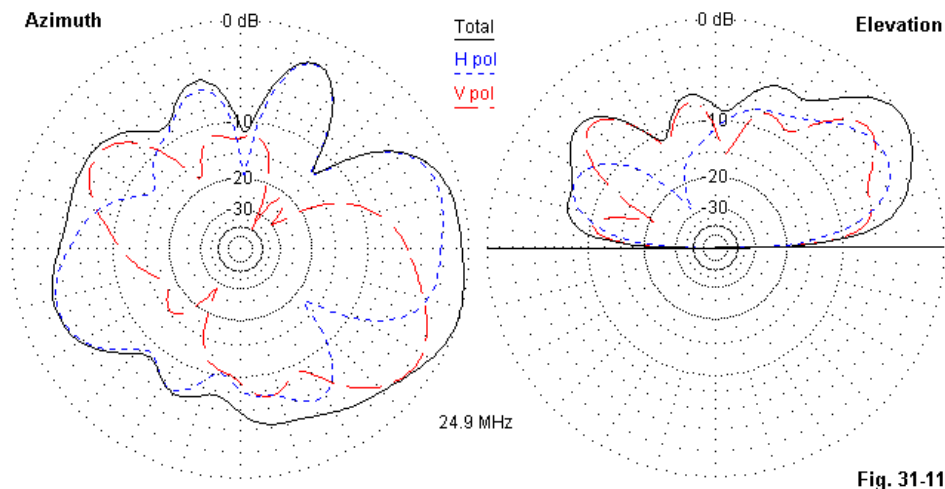 Azimuth
-0 dB
-10
-20
-30
Total
H pol
V pol
-0 dB
-10
-20
-30
Elevation
24.9 MHz
Fig. 31-11